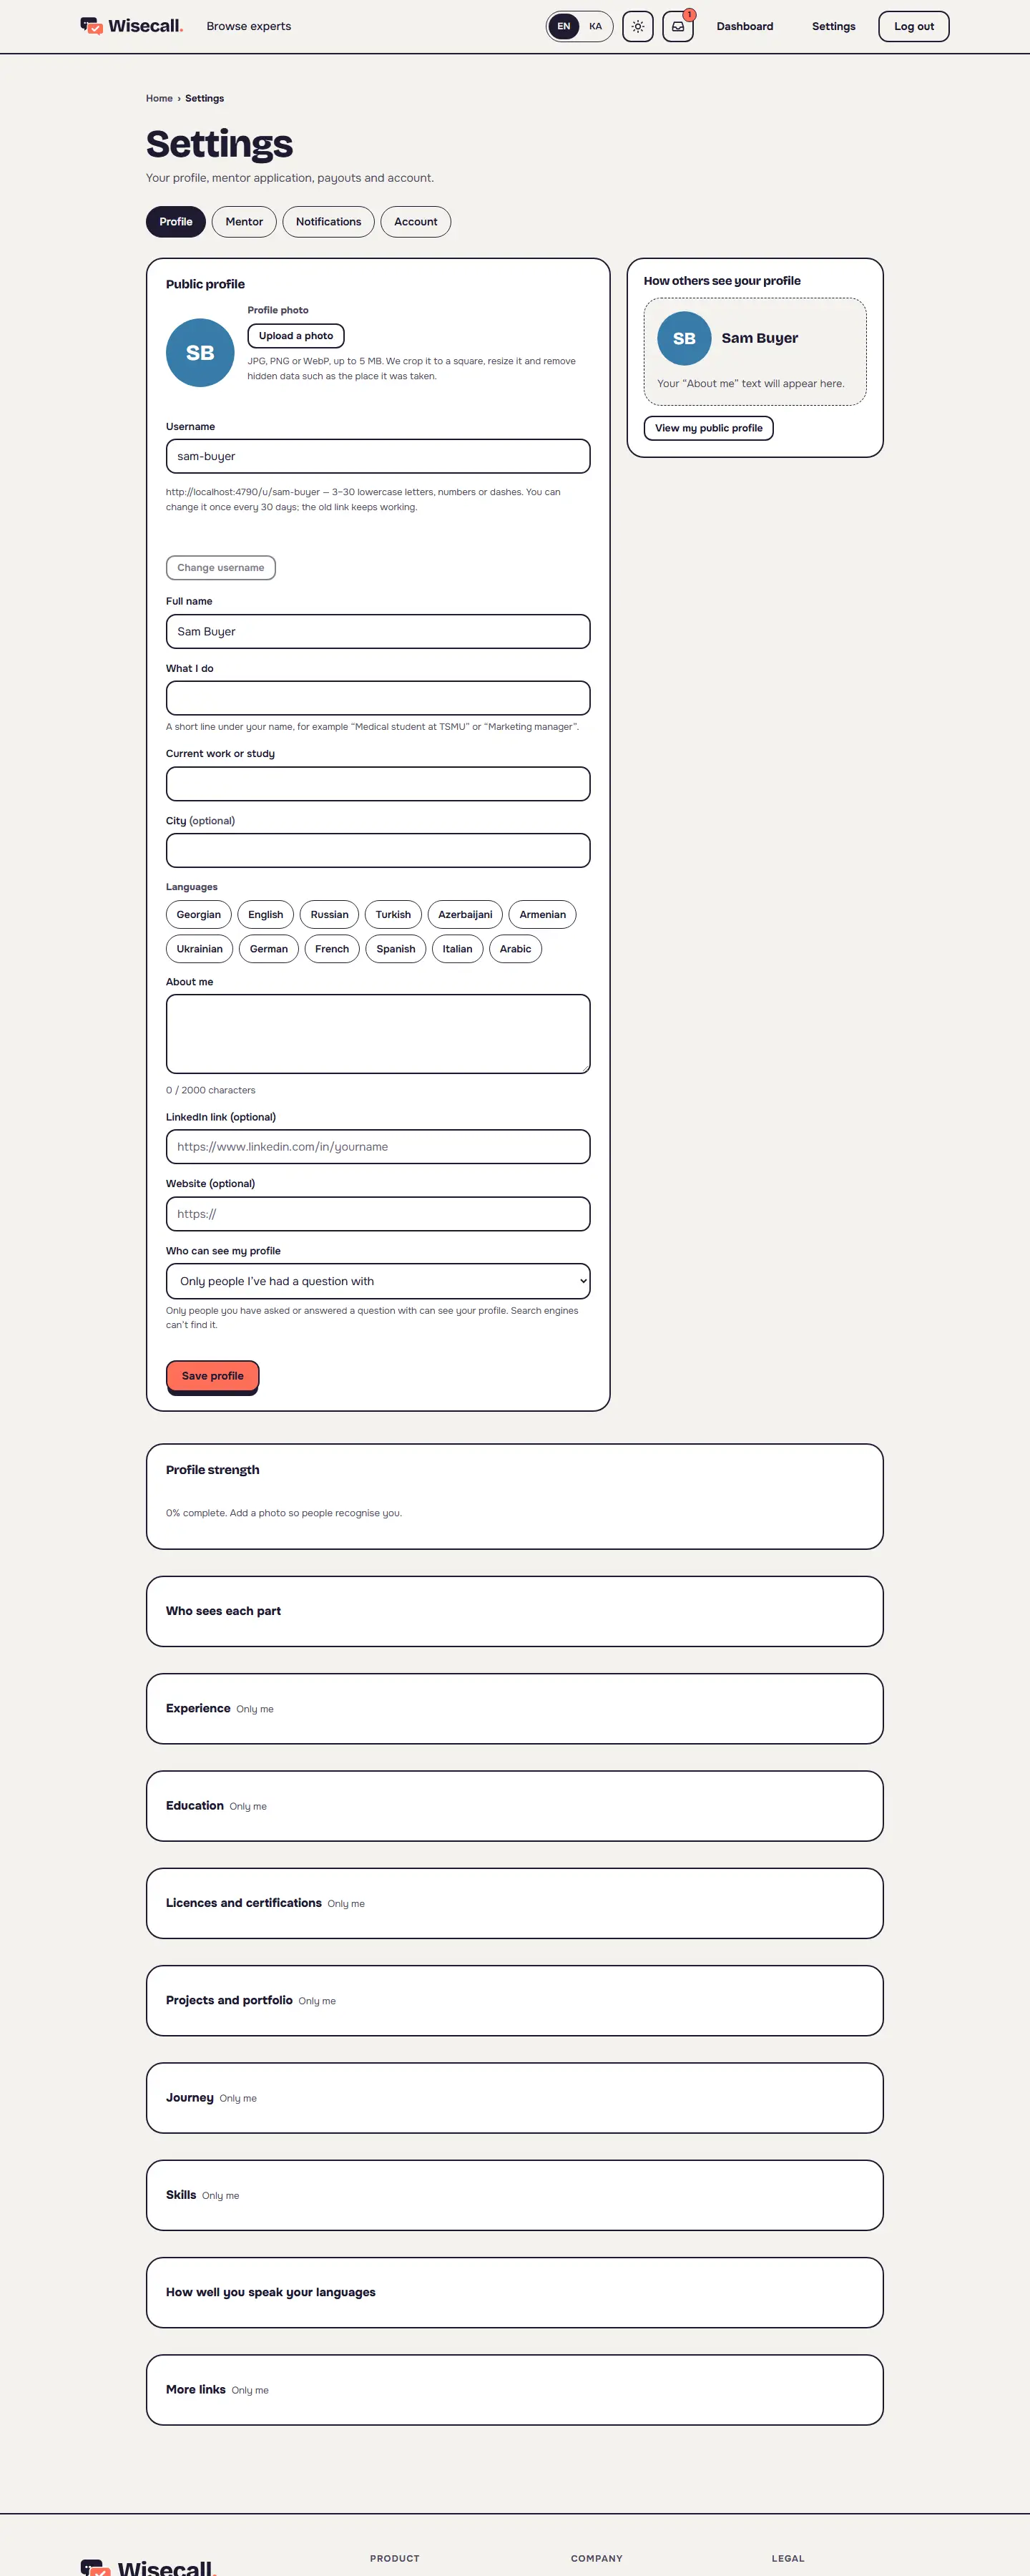 Wisecall.
Browse experts
EN
KA
1
Dashboard
Settings
Log out
Home › Settings
Settings
Your profile, mentor application, payouts and account.
Profile
Mentor
Notifications
Account
Public profile
SB
Profile photo
Upload a photo
JPG, PNG or WebP, up to 5 MB. We crop it to a square, resize it and remove
hidden data such as the place it was taken.
Username
sam-buyer
http://localhost:4790/u/sam-buyer — 3–30 lowercase letters, numbers or dashes. You can
change it once every 30 days; the old link keeps working.
Change username
Full name
Sam Buyer
What I do
A short line under your name, for example “Medical student at TSMU” or “Marketing manager”.
Current work or study
City (optional)
Languages
Georgian
English
Russian
Turkish
Azerbaijani
Armenian
Ukrainian
German
French
Spanish
Italian
Arabic
About me
0 / 2000 characters
LinkedIn link (optional)
https://www.linkedin.com/in/yourname
Website (optional)
https://
Who can see my profile
Only people I’ve had a question with
Only people you have asked or answered a question with can see your profile. Search engines
can’t find it.
Save profile
How others see your profile
SB
Sam Buyer
Your “About me” text will appear here.
View my public profile
Profile strength
0% complete. Add a photo so people recognise you.
Who sees each part
Experience Only me
Education Only me
Licences and certifications Only me
Projects and portfolio Only me
Journey Only me
Skills Only me
How well you speak your languages
More links Only me
Wisecall.
PRODUCT
COMPANY
LEGAL